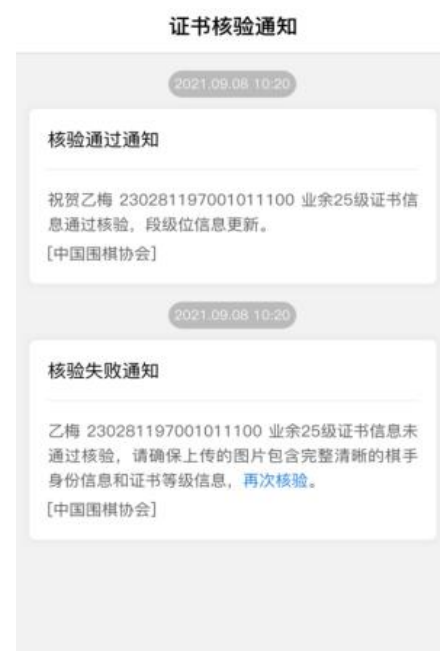 证书核验通知
2021.09.08 10:20
核验通过通知
祝贺乙梅 230281197001011100 业余25级证书信
息通过核验，段级位信息更新。
[中国围棋协会]
2021.09.08 10:20
核验失败通知
乙梅 230281197001011100 业余25级证书信息未
通过核验，请确保上传的图片包含完整清晰的棋手
身份信息和证书等级信息，再次核验。
[中国围棋协会]